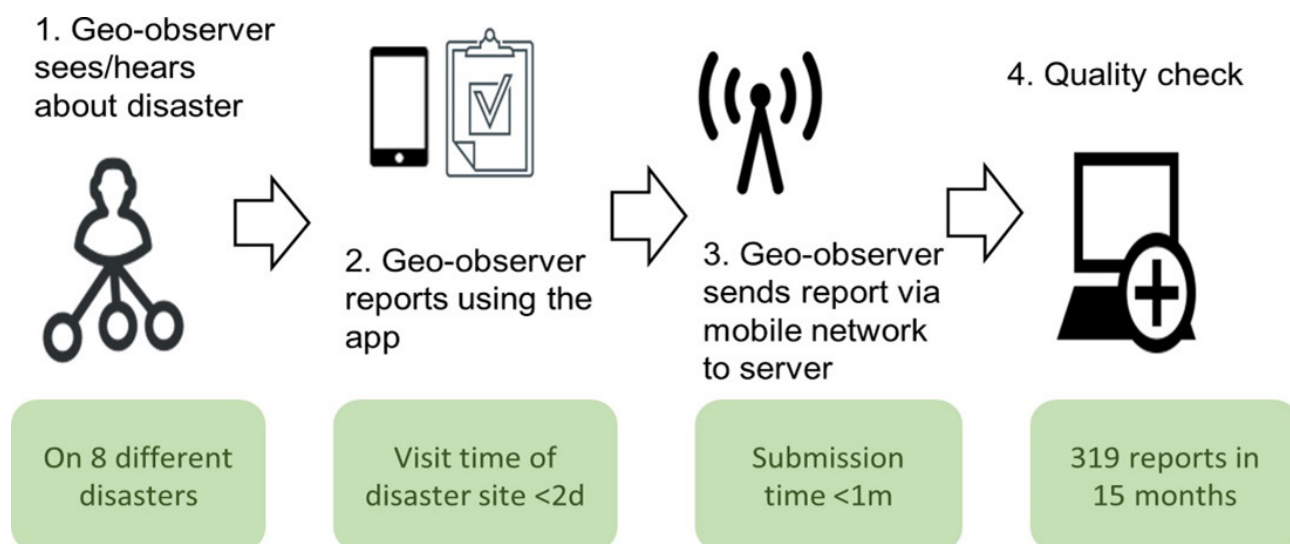 1. Geo-observer
sees/hears
about disaster
2. Geo-observer
reports using the
app
3. Geo-observer
sends report via
mobile network
to server
4. Quality check
On 8 different
disasters
Visit time of
disaster site <2d
Submission
time <1m
319 reports in
15 months